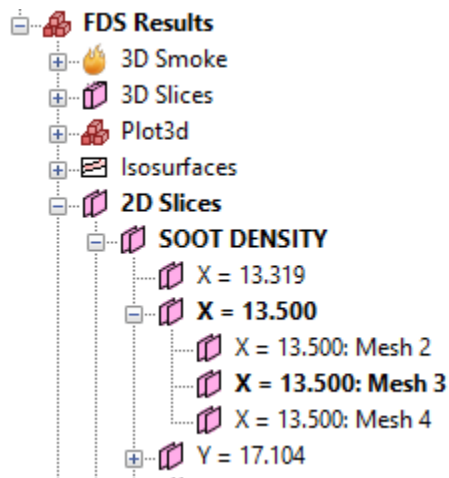 FDS Results
3D Smoke
3D Slices
Plot3d
Isosurfaces
2D Slices
SOOT DENSITY
X = 13.319
X = 13.500
X = 13.500: Mesh 2
X = 13.500: Mesh 3
X = 13.500: Mesh 4
Y = 17.104